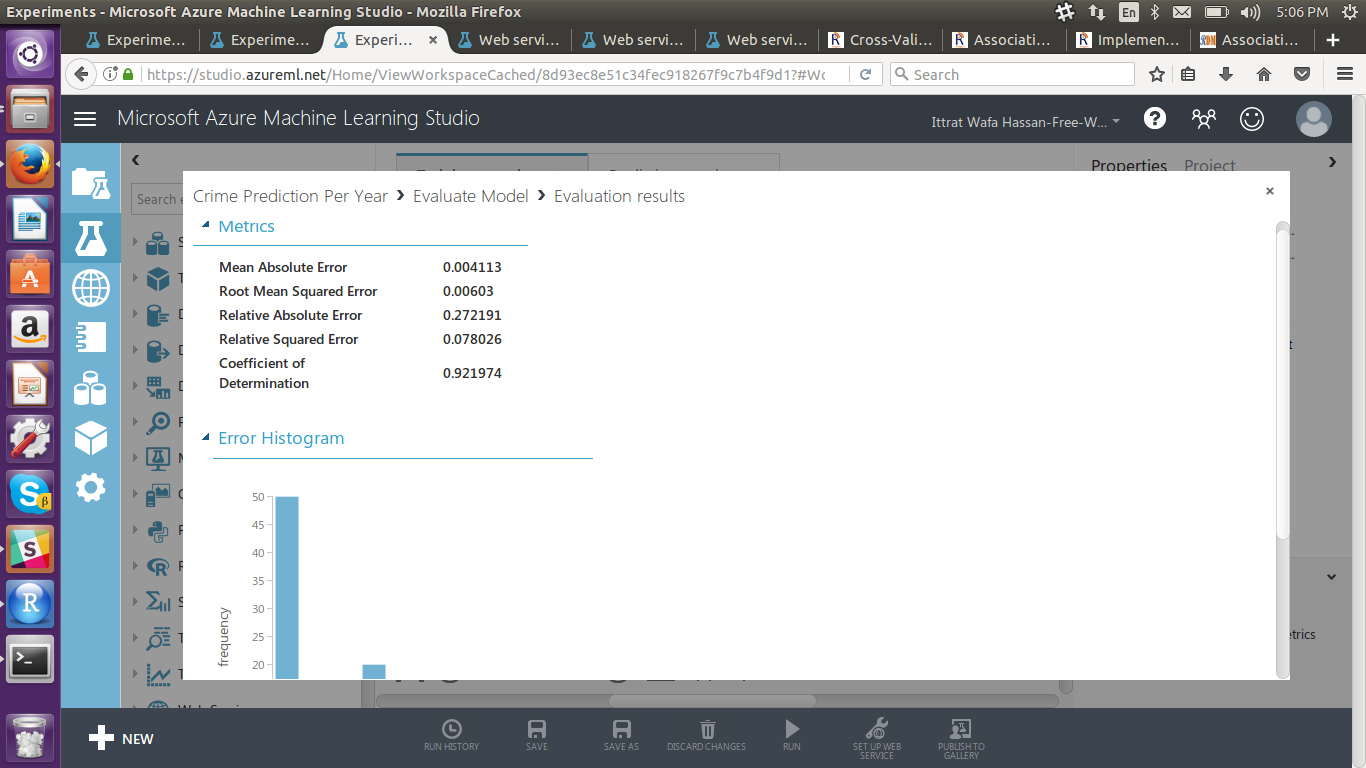 Experiments - Microsoft Azure Machine Learning Studio - Mozilla Firefox
En
5:06 PM
Experime...
Experime...
Experi...
Web servi...
Web servi...
Web servi...
Cross-Vali...
Associati...
Implemen...
Associati...
https://studio.azureml.net/Home/ViewWorkspaceCached/8d93ec8e51c34fec918267f9c7b4f9d1?#Wo
Search
Microsoft Azure Machine Learning Studio
Ittrat Wafa Hassan-Free-W...
Properties Project
Search e
Crime Prediction Per Year > Evaluate Model > Evaluation results
Metrics
Mean Absolute Error 0.004113
Root Mean Squared Error 0.00603
Relative Absolute Error 0.272191
Relative Squared Error 0.078026
Coefficient of
Determination 0.921974
Error Histogram
50
45
40
35
30
25
20
frequency
etrics
NEW
RUN HISTORY
SAVE
SAVE AS
DISCARD CHANGES
RUN
SET UP WEB
SERVICE
PUBLISH TO
GALLERY